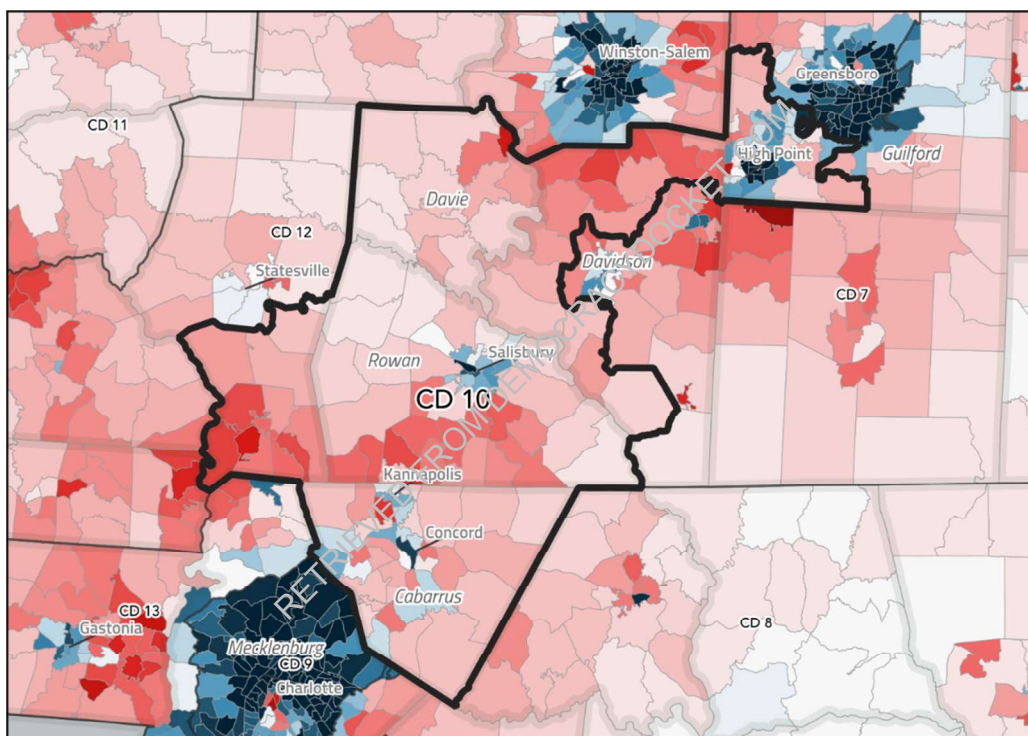 Winston-Salem
Greensboro
CD 11
High Point
Guilford
Davie
CD 12
Davidson
Statesville
CD 7
Salisbury
Rowan
CD 10
Kannapolis
Concord
Cabarrus
CD 13
Gastonia
CD 8
Mecklenburg
CD 9
Charlotte
RETRIEVED FROM DEMOCRACYDOCKET.COM